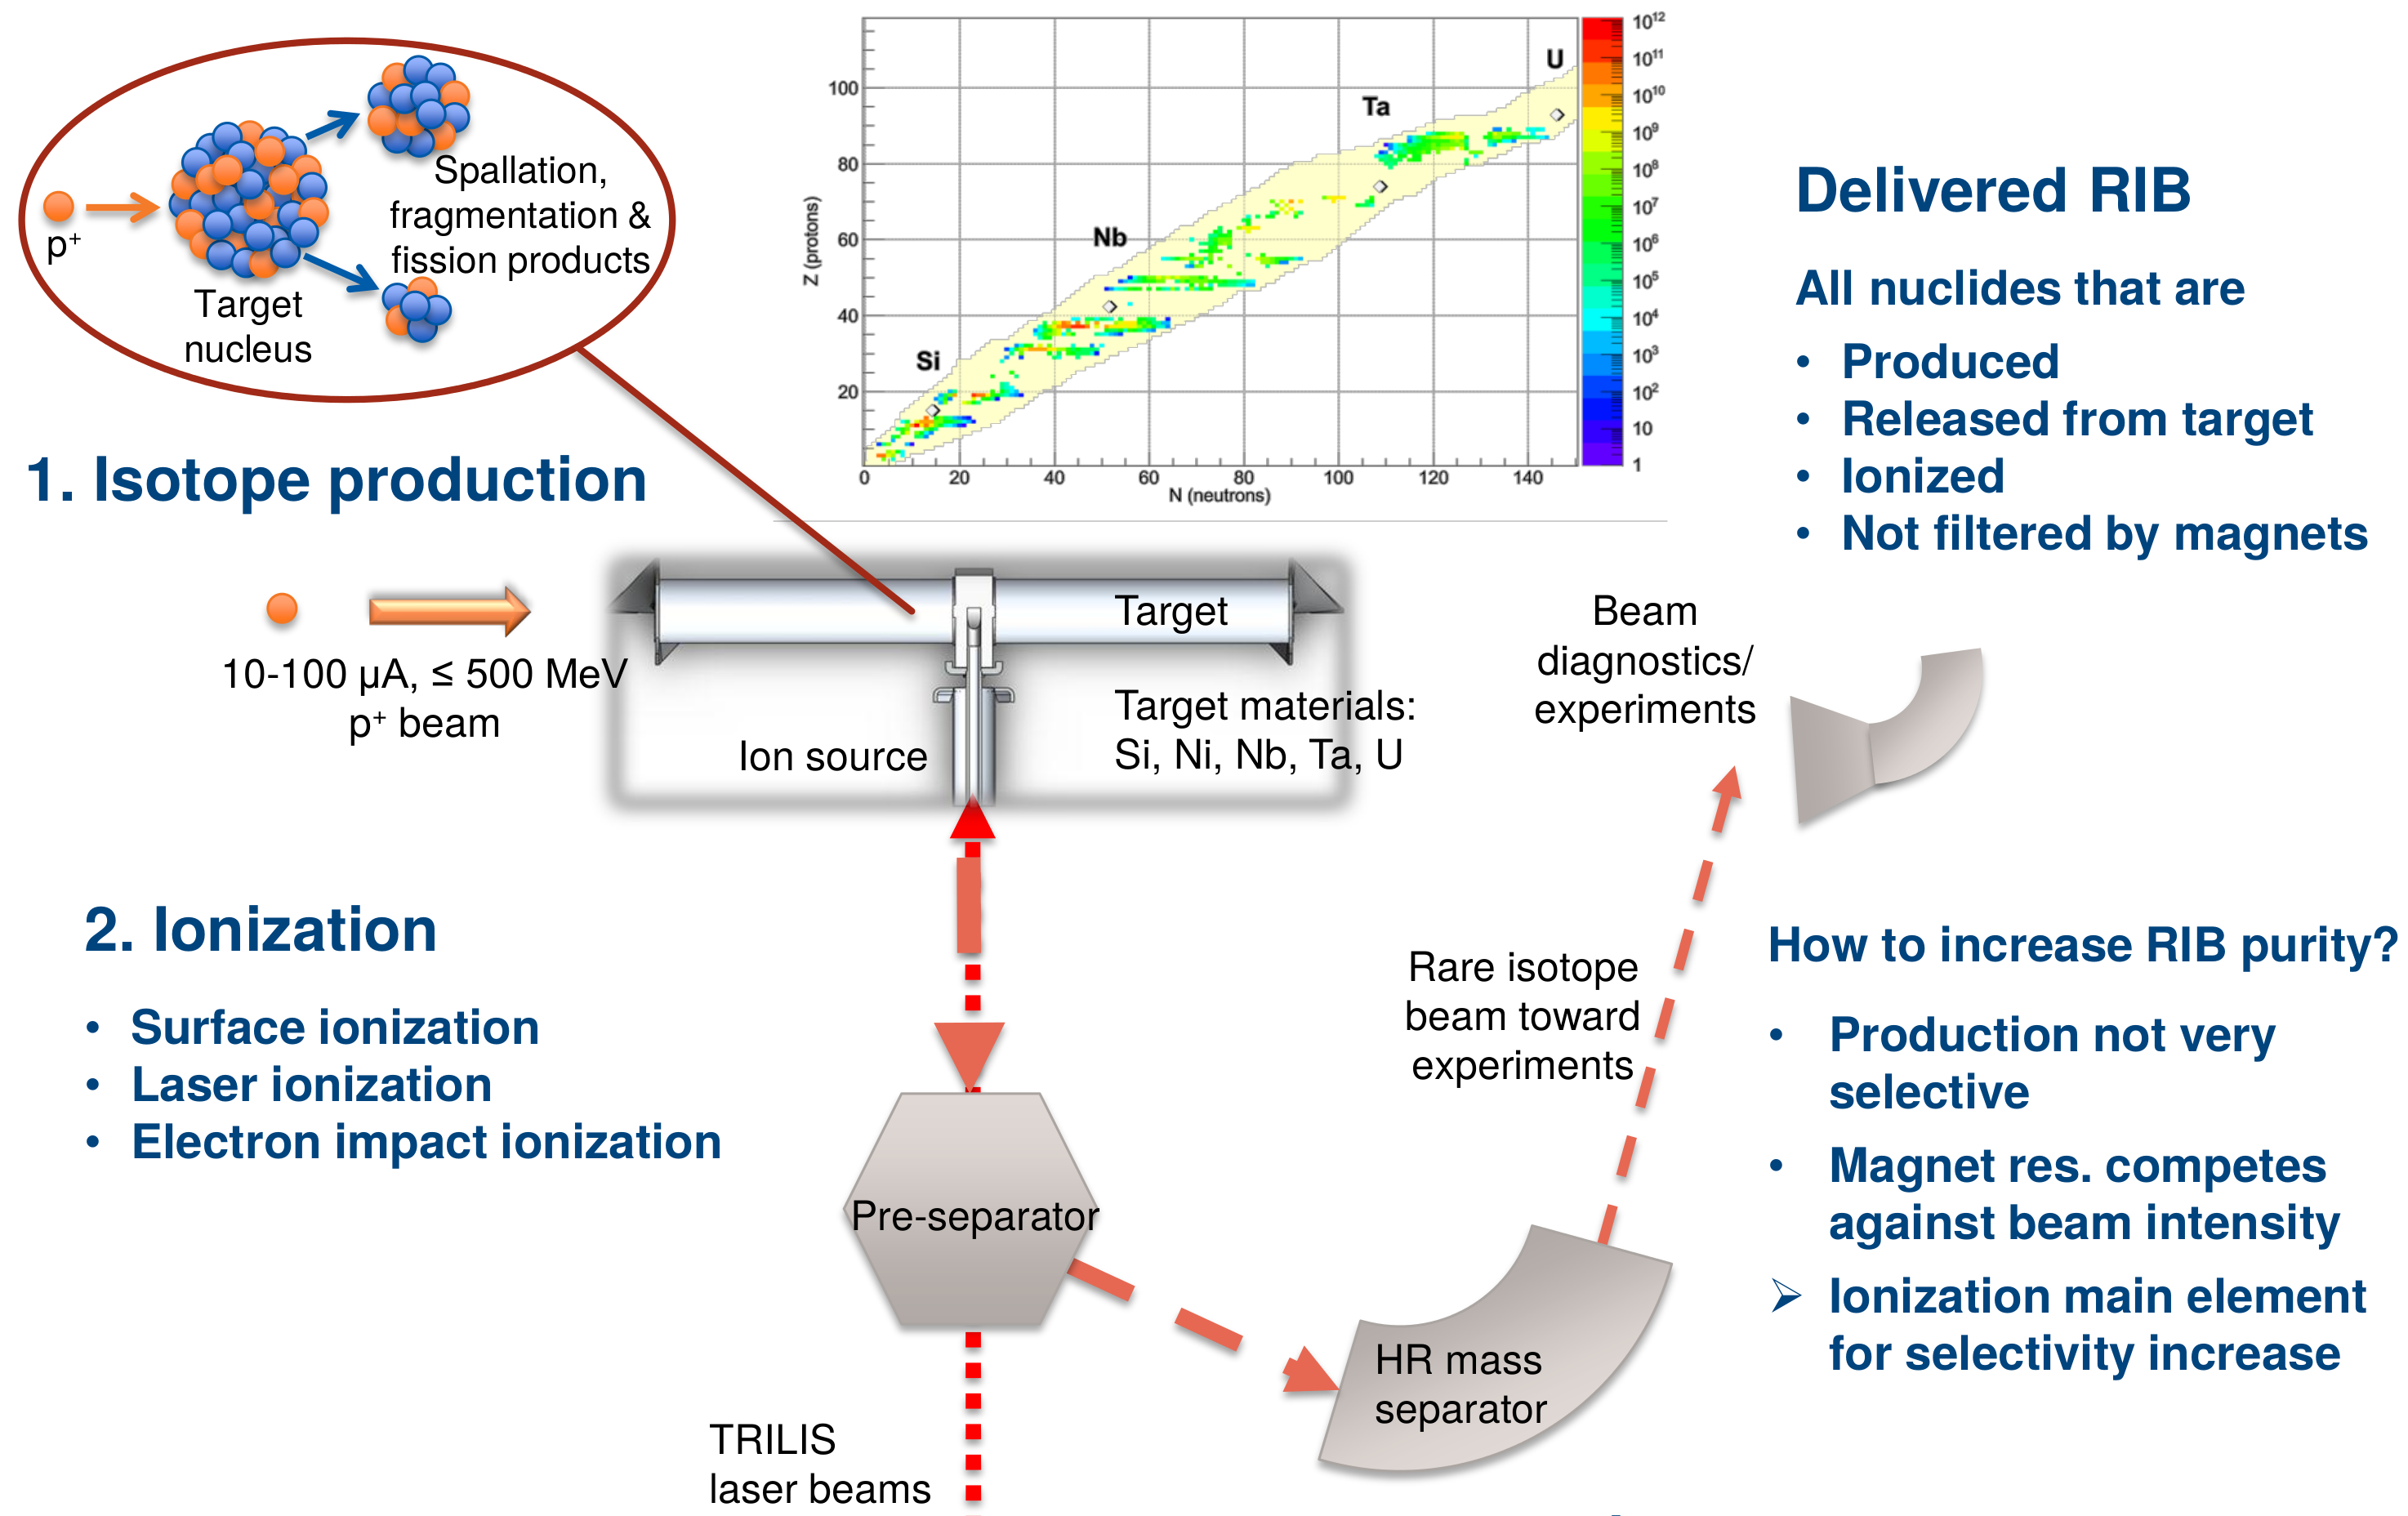 p⁺
Target
nucleus
Spallation,
fragmentation &
fission products
1. Isotope production
Z (protons)
100
80
60
40
20
0
20
40
60
80
100
120
140
N (neutrons)
Si
Nb
Ta
U
10¹²
10¹¹
10¹⁰
10⁹
10⁸
10⁷
10⁶
10⁵
10⁴
10³
10²
10
1
Delivered RIB
All nuclides that are
• Produced
• Released from target
• Ionized
• Not filtered by magnets
10-100 µA, ≤ 500 MeV
p⁺ beam
Target
Ion source
Target materials:
Si, Ni, Nb, Ta, U
Beam
diagnostics/
experiments
2. Ionization
• Surface ionization
• Laser ionization
• Electron impact ionization
Pre-separator
TRILIS
laser beams
Rare isotope
beam toward
experiments
HR mass
separator
How to increase RIB purity?
• Production not very
selective
• Magnet res. competes
against beam intensity
➢ Ionization main element
for selectivity increase